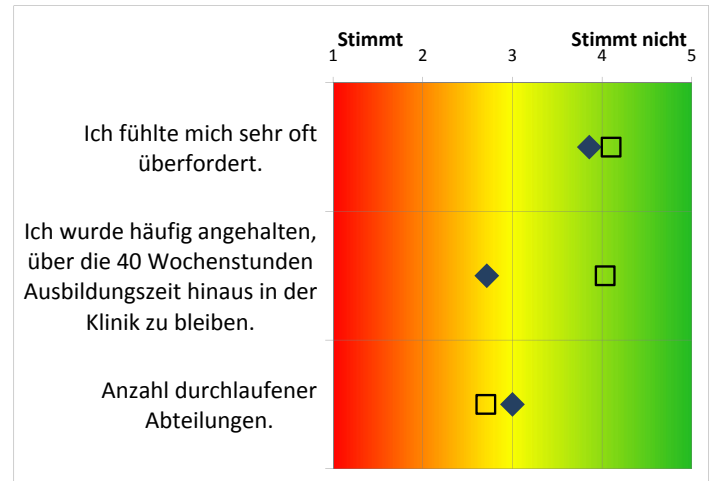 Stimmt Stimmt nicht
1 2 3 4 5
Ich fühlte mich sehr oft
überfordert.
Ich wurde häufig angehalten,
über die 40 Wochenstunden
Ausbildungszeit hinaus in der
Klinik zu bleiben.
Anzahl durchlaufener
Abteilungen.